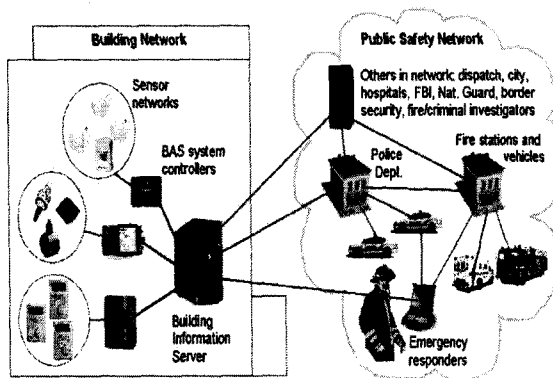 Building Network
Sensor
networks
BAS system
controllers
Building
Information
Server
Public Safety Network
Others in network: dispatch, city,
hospitals, FBI, Nat. Guard, border
security, fire/criminal investigators
Police
Dept.
Fire stations and
vehicles
Emergency
responders